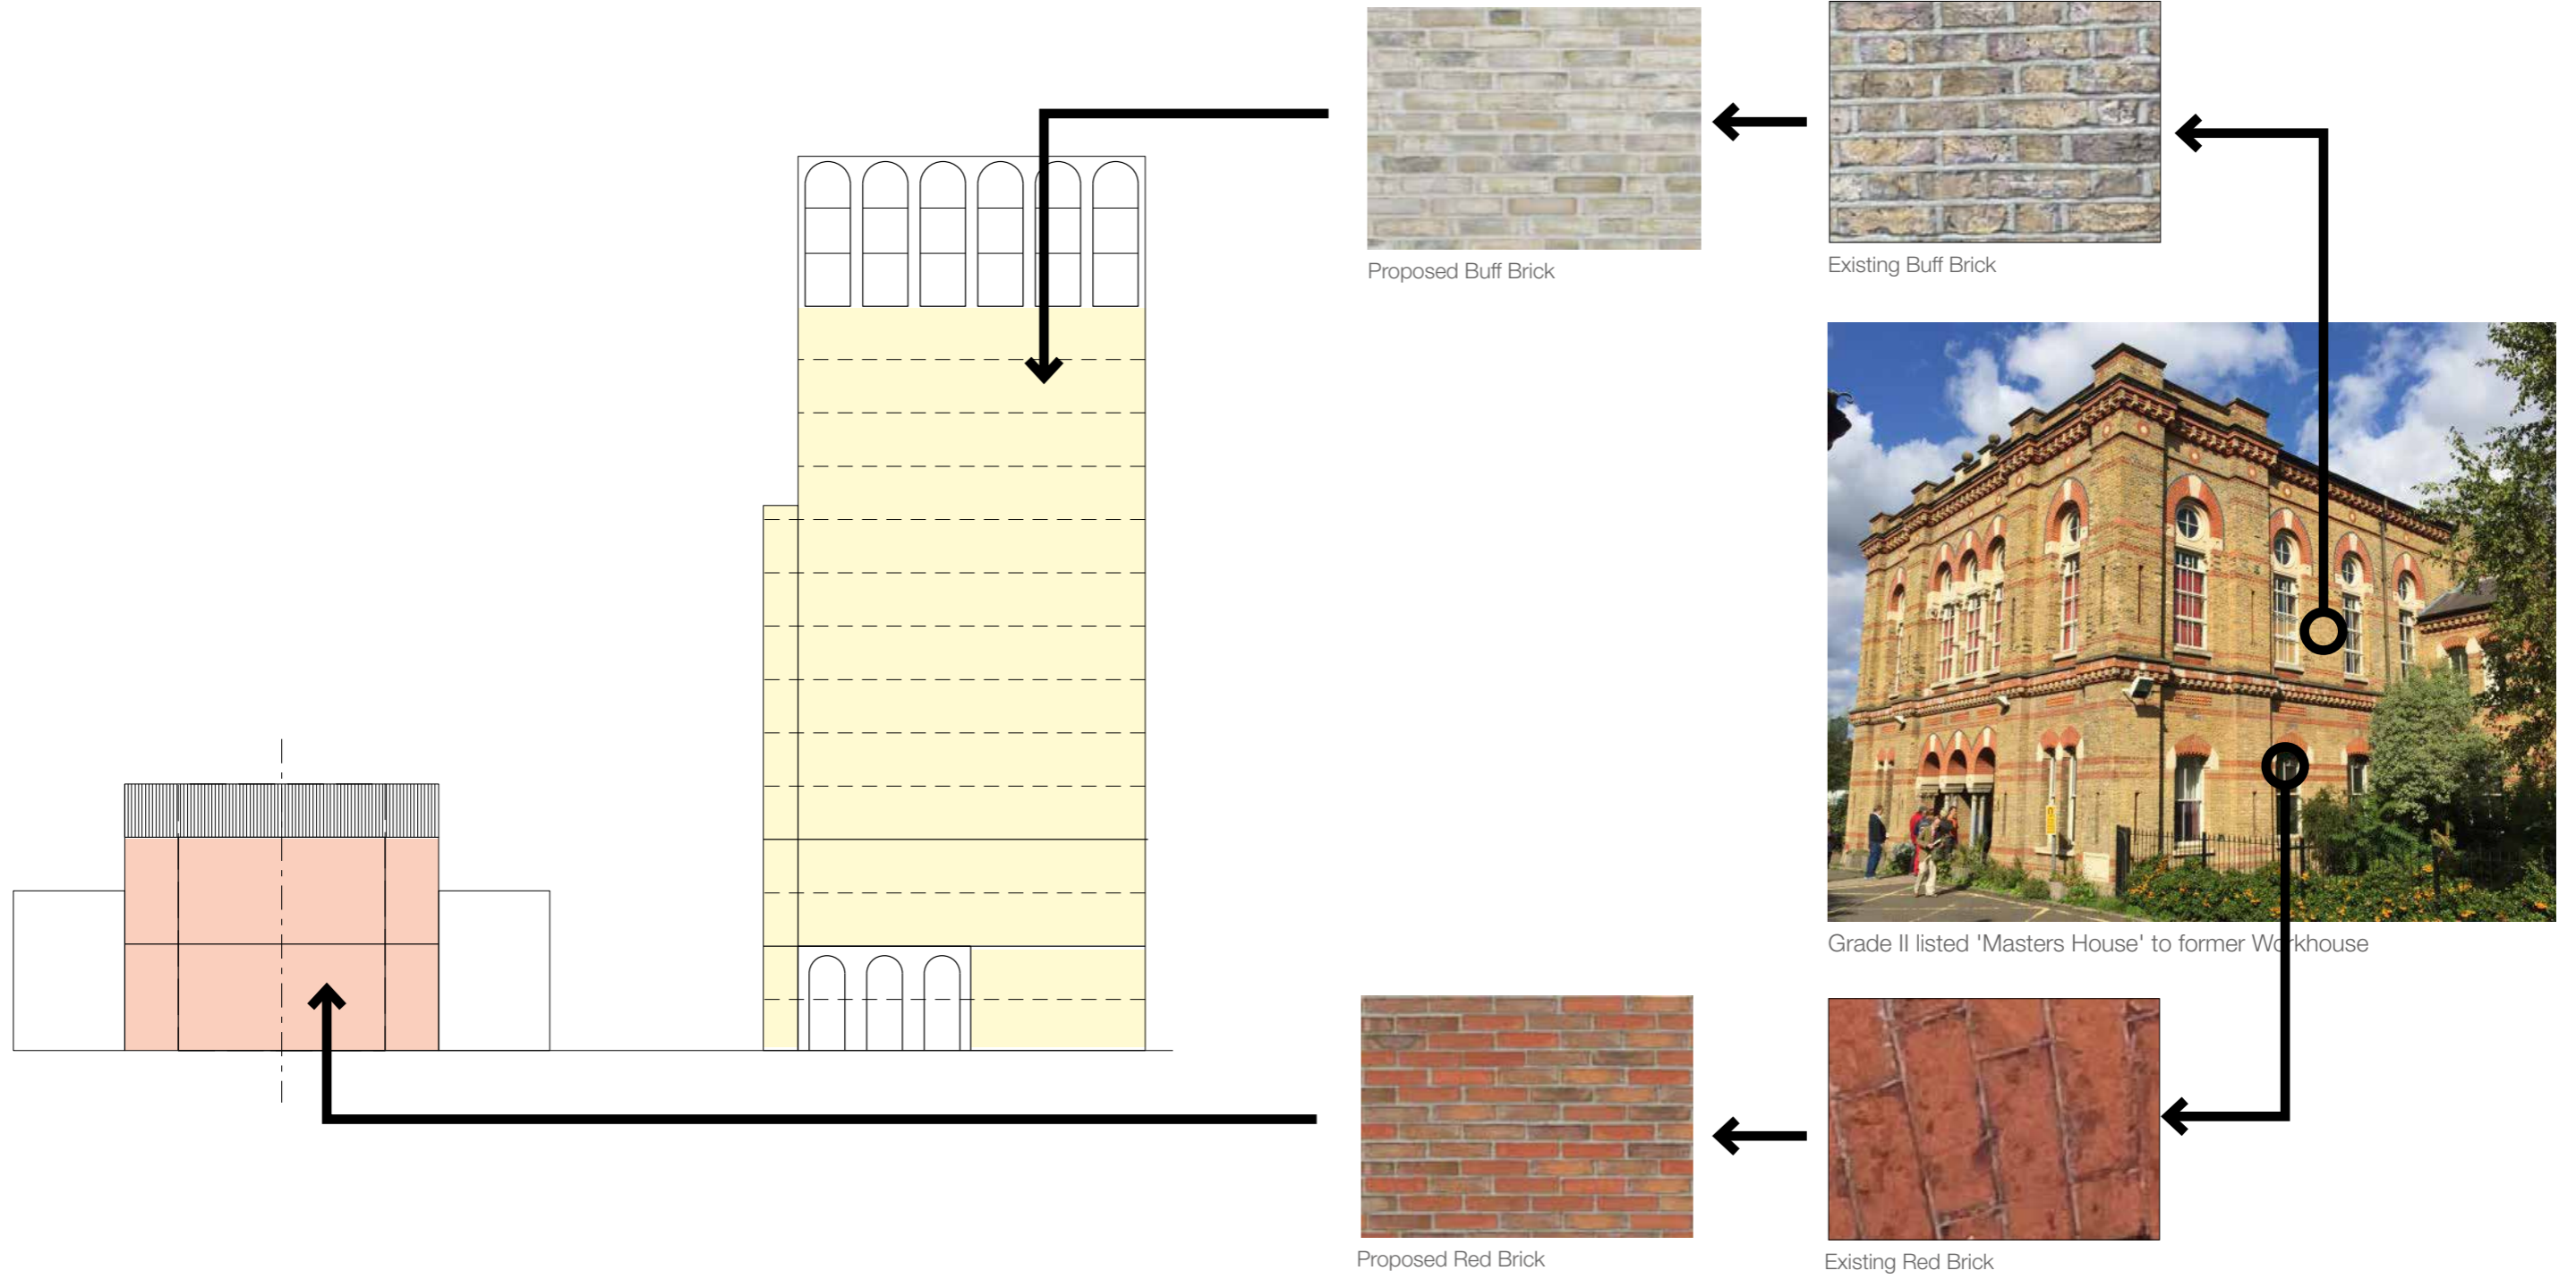 Proposed Buff Brick
Existing Buff Brick
Grade II listed 'Masters House' to former Workhouse
Proposed Red Brick
Existing Red Brick